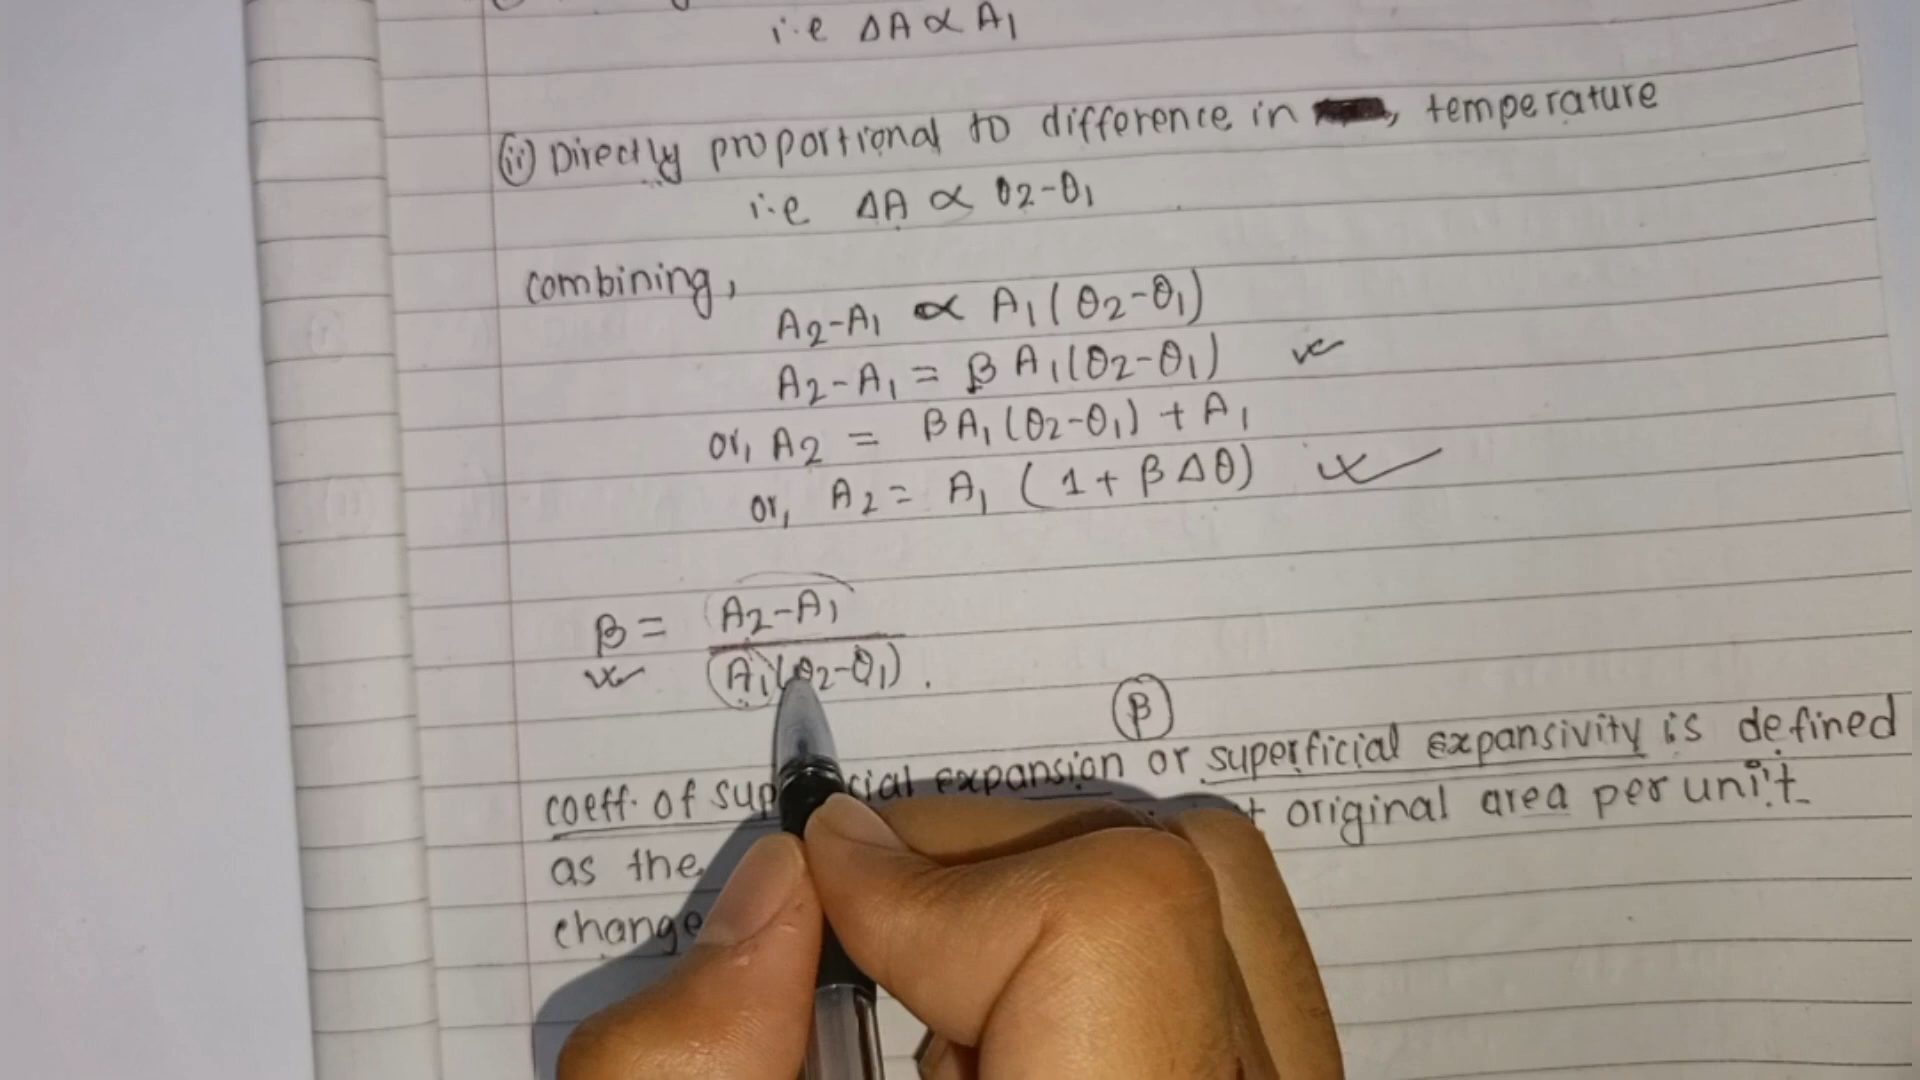 i.e ΔA ∝ A1
(ii) Directly proportional to difference in , temperature
i.e ΔA ∝ θ2-θ1
combining,
A2-A1 ∝ A1(θ2-θ1)
A2-A1 = β A1(θ2-θ1)
or, A2 = βA1(θ2-θ1) + A1
or, A2 = A1 (1+ βΔθ)
β = (A2-A1) / A1(θ2-θ1).
β
coeff. of expansion or superficial expansivity is defined
as the original area per unit
change